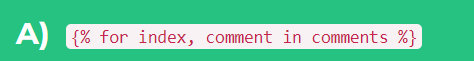 A) {% for index, comment in comments %}